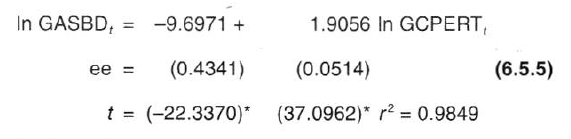 ln GASBD_t = -9.6971 + 1.9056 ln GCPERT_t
ee = (0.4341) (0.0514) (6.5.5)
t = (-22.3370)* (37.0962)* r² = 0.9849